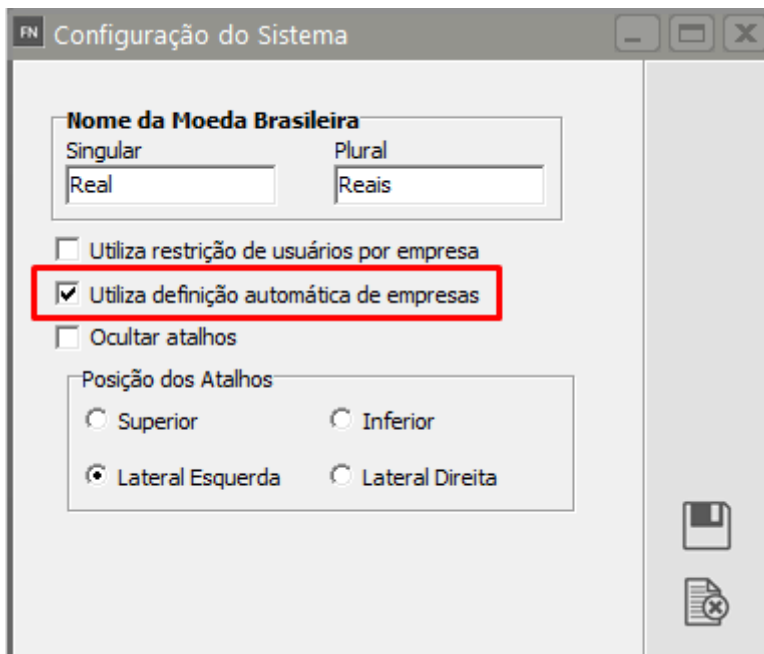 FN Configuração do Sistema
Nome da Moeda Brasileira
Singular Plural
Real Reais
Utiliza restrição de usuários por empresa
Utiliza definição automática de empresas
Ocultar atalhos
Posição dos Atalhos
Superior Inferior
Lateral Esquerda Lateral Direita